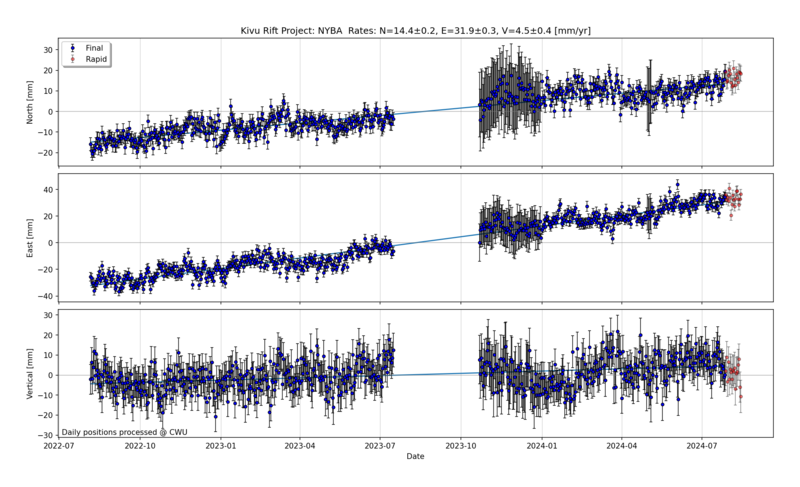 Kivu Rift Project: NYBA Rates: N=14.4±0.2, E=31.9±0.3, V=4.5±0.4 [mm/yr]
Final
Rapid
North [mm]
30
20
10
0
−10
−20
East [mm]
40
20
0
−20
−40
Vertical [mm]
30
20
10
0
−10
−20
−30
Daily positions processed @ CWU
2022-07 2022-10 2023-01 2023-04 2023-07 2023-10 2024-01 2024-04 2024-07
Date